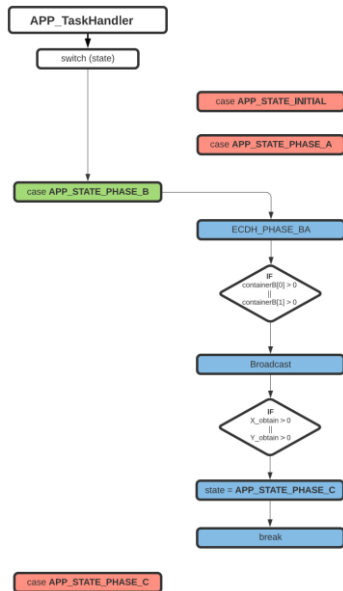 APP_TaskHandler
switch (state)
case APP_STATE_INITIAL
case APP_STATE_PHASE_A
case APP_STATE_PHASE_B
ECDH_PHASE_BA
IF
containerB[0] > 0
||
containerB[1] > 0
Broadcast
IF
X_obtain > 0
||
Y_obtain > 0
state = APP_STATE_PHASE_C
break
case APP_STATE_PHASE_C